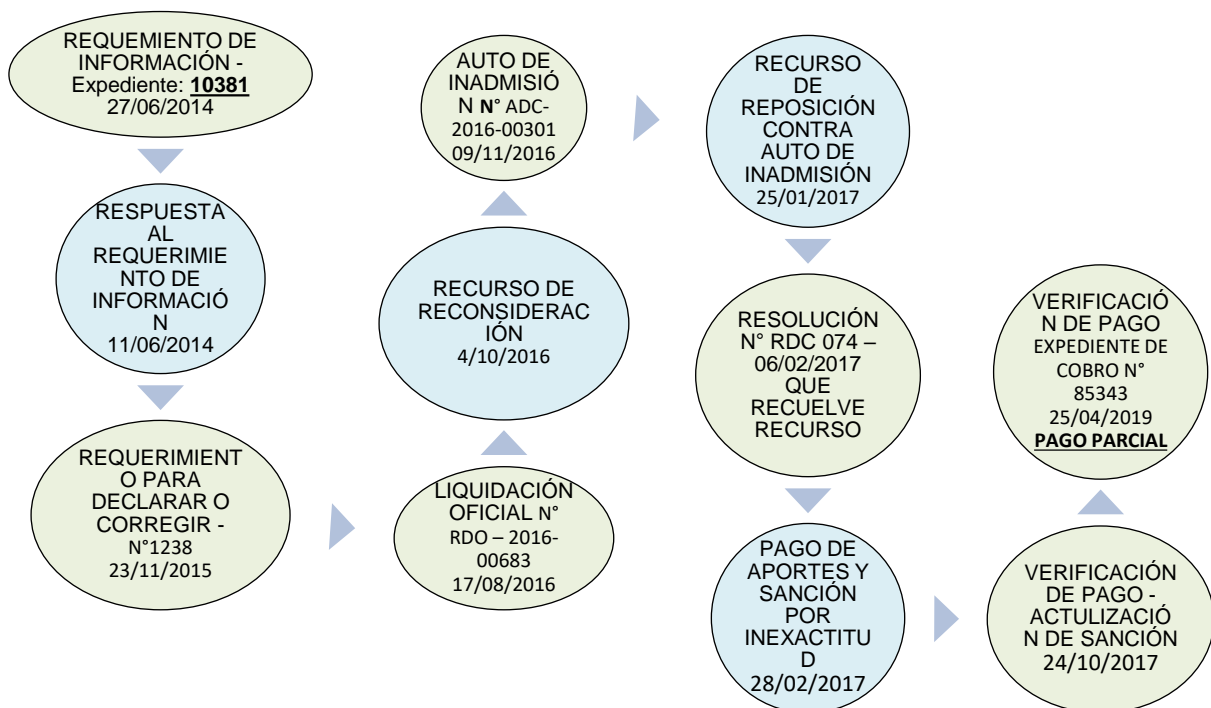 REQUEMIENTO DE
INFORMACIÓN -
Expediente: 10381
27/06/2014
RESPUESTA
AL
REQUERIMIE
NTO DE
INFORMACIÓ
N
11/06/2014
REQUERIMIENT
O PARA
DECLARAR O
CORREGIR -
N°1238
23/11/2015
LIQUIDACIÓN
OFICIAL N°
RDO – 2016-
00683
17/08/2016
RECURSO DE
RECONSIDERAC
IÓN
4/10/2016
AUTO DE
INADMISIÓ
N N° ADC-
2016-00301
09/11/2016
RECURSO
DE
REPOSICIÓN
CONTRA
AUTO DE
INADMISIÓN
25/01/2017
RESOLUCIÓN
N° RDC 074 –
06/02/2017
QUE
RECUELVE
RECURSO
PAGO DE
APORTES Y
SANCIÓN
POR
INEXACTITU
D
28/02/2017
VERIFICACIÓN
DE PAGO -
ACTULIZACIÓ
N DE SANCIÓN
24/10/2017
VERIFICACIÓ
N DE PAGO
EXPEDIENTE DE
COBRO N°
85343
25/04/2019
PAGO PARCIAL